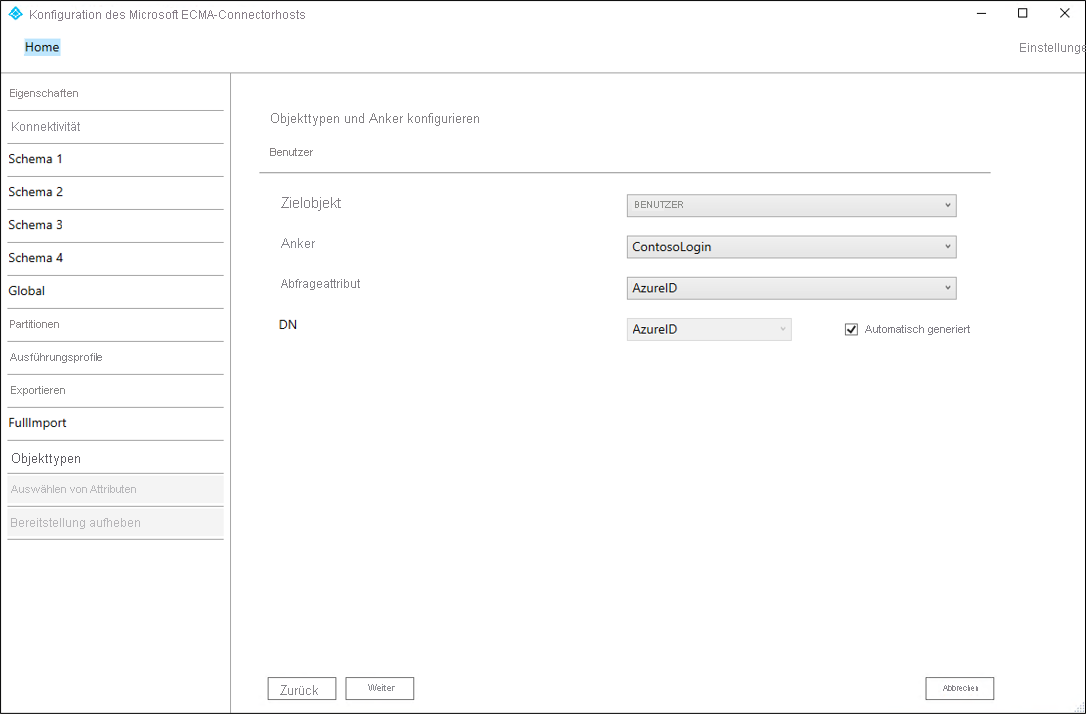 Konfiguration des Microsoft ECMA-Connectorhosts
Home
Einstellunge
Eigenschaften
Konnektivität
Schema 1
Schema 2
Schema 3
Schema 4
Global
Partitionen
Ausführungsprofile
Exportieren
FullImport
Objekttypen
Auswählen von Attributen
Bereitstellung aufheben
Objekttypen und Anker konfigurieren
Benutzer
Zielobjekt
BENUTZER
Anker
ContosoLogin
Abfrageattribut
AzureID
DN
AzureID
Automatisch generiert
Zurück
Weiter
Abbrechen